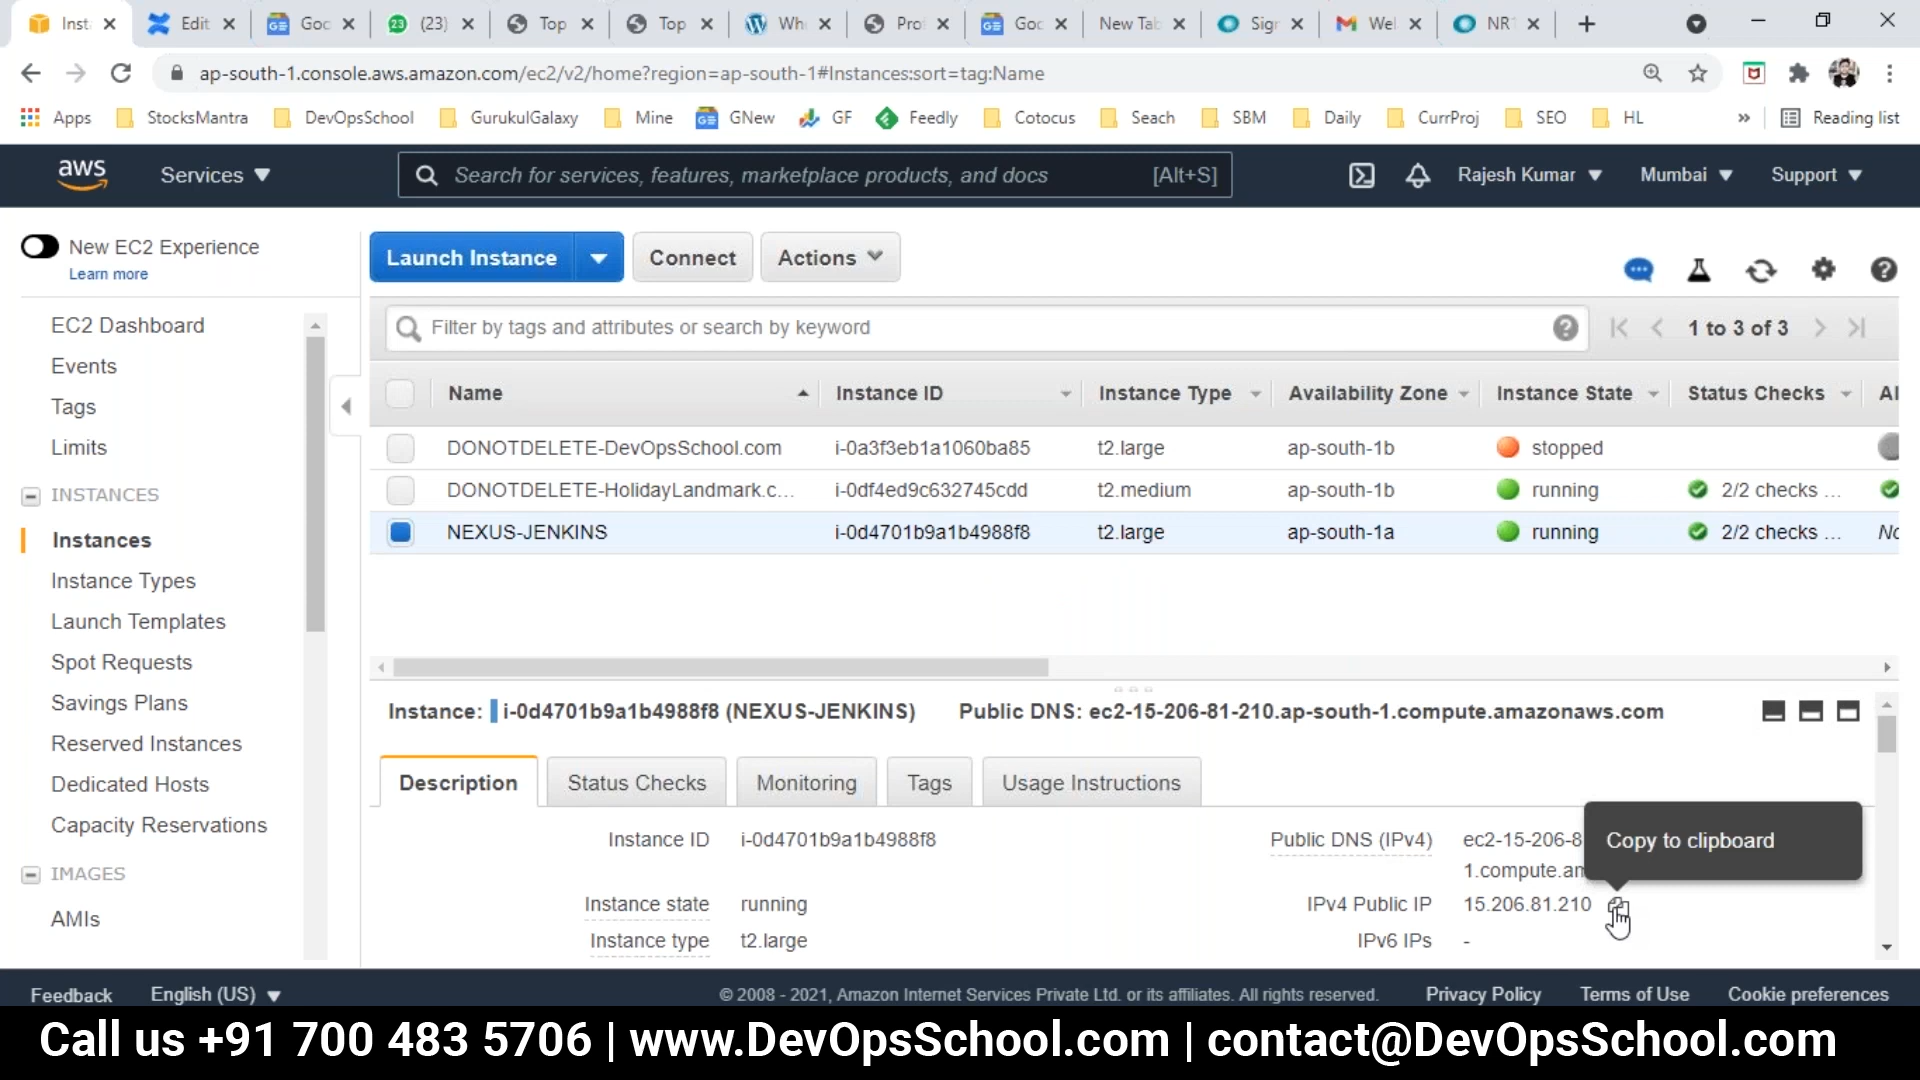 Inst
Edit
Goc
(23)
Top
Top
Wh
Pro
Goc
New Tab
Sigr
Wel
NR1
ap-south-1.console.aws.amazon.com/ec2/v2/home?region=ap-south-1#Instances:sort=tag:Name
Apps
StocksMantra
DevOpsSchool
GurukulGalaxy
Mine
GNew
GF
Feedly
Cotocus
Seach
SBM
Daily
CurrProj
SEO
HL
»
Reading list
aws
Services
Search for services, features, marketplace products, and docs
[Alt+S]
Rajesh Kumar
Mumbai
Support
New EC2 Experience
Learn more
EC2 Dashboard
Events
Tags
Limits
INSTANCES
Instances
Instance Types
Launch Templates
Spot Requests
Savings Plans
Reserved Instances
Dedicated Hosts
Capacity Reservations
IMAGES
AMIs
Launch Instance
Connect
Actions
Filter by tags and attributes or search by keyword
1 to 3 of 3
Name Instance ID Instance Type Availability Zone Instance State Status Checks Al
DONOTDELETE-DevOpsSchool.com i-0a3f3eb1a1060ba85 t2.large ap-south-1b stopped
DONOTDELETE-HolidayLandmark.c... i-0df4ed9c632745cdd t2.medium ap-south-1b running 2/2 checks ...
NEXUS-JENKINS i-0d4701b9a1b4988f8 t2.large ap-south-1a running 2/2 checks ... No
Instance: i-0d4701b9a1b4988f8 (NEXUS-JENKINS) Public DNS: ec2-15-206-81-210.ap-south-1.compute.amazonaws.com
Description
Status Checks
Monitoring
Tags
Usage Instructions
Copy to clipboard
Instance ID i-0d4701b9a1b4988f8 Public DNS (IPv4) ec2-15-206-8
1.compute.am
Instance state running IPv4 Public IP 15.206.81.210
Instance type t2.large IPv6 IPs -
Feedback
English (US)
© 2008 - 2021, Amazon Internet Services Private Ltd. or its affiliates. All rights reserved.
Privacy Policy
Terms of Use
Cookie preferences
Call us +91 700 483 5706 | www.DevOpsSchool.com | contact@DevOpsSchool.com